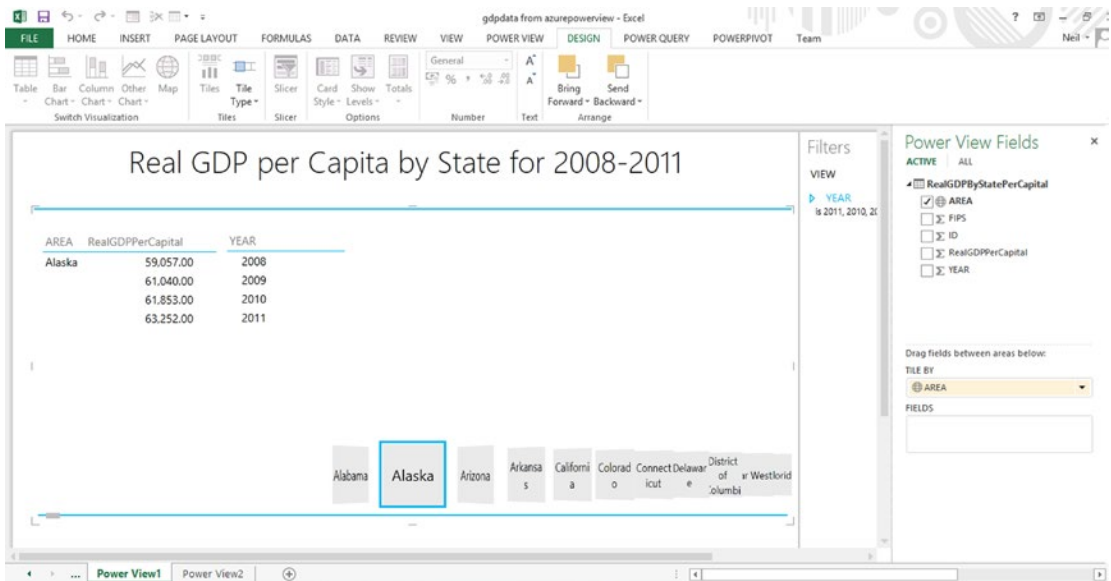 gdpdata from azurepowerview - Excel
?
FILE HOME INSERT PAGE LAYOUT FORMULAS DATA REVIEW VIEW POWER VIEW DESIGN POWER QUERY POWERPIVOT Team Neil
Table Bar Chart Column Chart Other Chart Map Tiles Tile Type Slicer Card Style Show Levels Totals General % Bring Forward Send Backward
Switch Visualization Tiles Slicer Options Number Text Arrange
Real GDP per Capita by State for 2008-2011
AREA RealGDPPerCapital YEAR
Alaska 59,057.00 2008
61,040.00 2009
61,853.00 2010
63,252.00 2011
Alabama Alaska Arizona Arkansas California Colorado Connecticut Delaware District of Columbi
Filters
VIEW
YEAR
is 2011, 2010, 20
Power View Fields
ACTIVE ALL
RealGDPByStatePerCapital
AREA
FIPS
ID
RealGDPPerCapital
YEAR
Drag fields between areas below:
TILE BY
AREA
FIELDS
... Power View1 Power View2